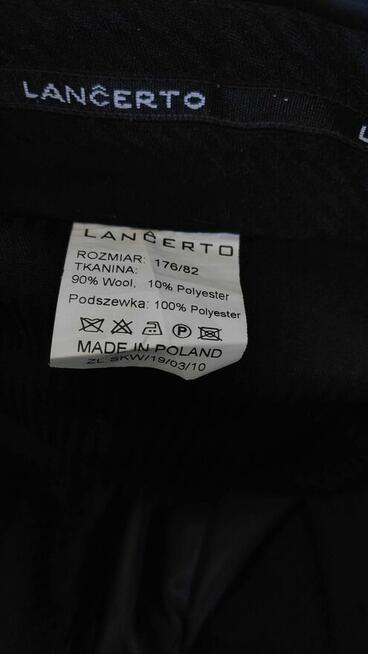 LANĈERTO
LANĈERTO
ROZMIAR: 176/82
TKANINA:
90% Wool, 10% Polyester
Podszewka: 100% Polyester
P
MADE IN POLAND
ZL.SKW/19/03/10